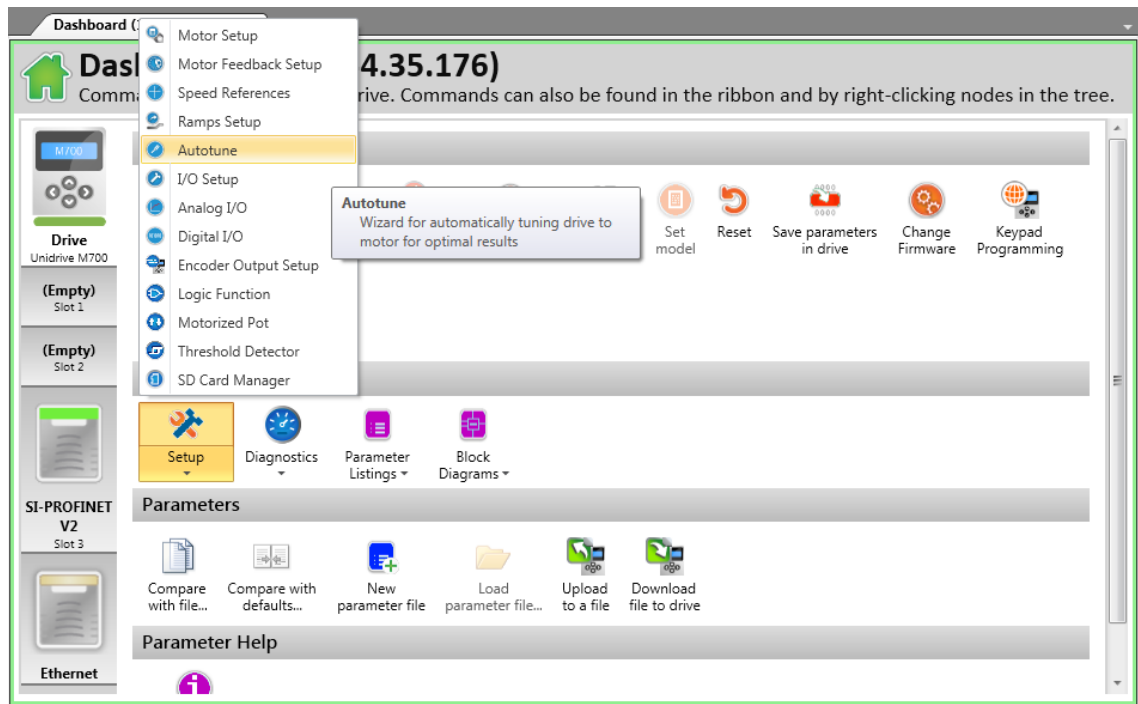 Dashboard (
Das 4.35.176)
Comm rive. Commands can also be found in the ribbon and by right-clicking nodes in the tree.
Motor Setup
Motor Feedback Setup
Speed References
Ramps Setup
Autotune
I/O Setup
Analog I/O
Digital I/O
Encoder Output Setup
Logic Function
Motorized Pot
Threshold Detector
SD Card Manager
Autotune
Wizard for automatically tuning drive to
motor for optimal results
M700
Drive
Unidrive M700
(Empty)
Slot 1
(Empty)
Slot 2
SI-PROFINET
V2
Slot 3
Ethernet
Set
model
Reset
Save parameters
in drive
Change
Firmware
Keypad
Programming
Setup
Diagnostics
Parameter
Listings
Block
Diagrams
Parameters
Compare
with file...
Compare with
defaults...
New
parameter file
Load
parameter file...
Upload
to a file
Download
file to drive
Parameter Help